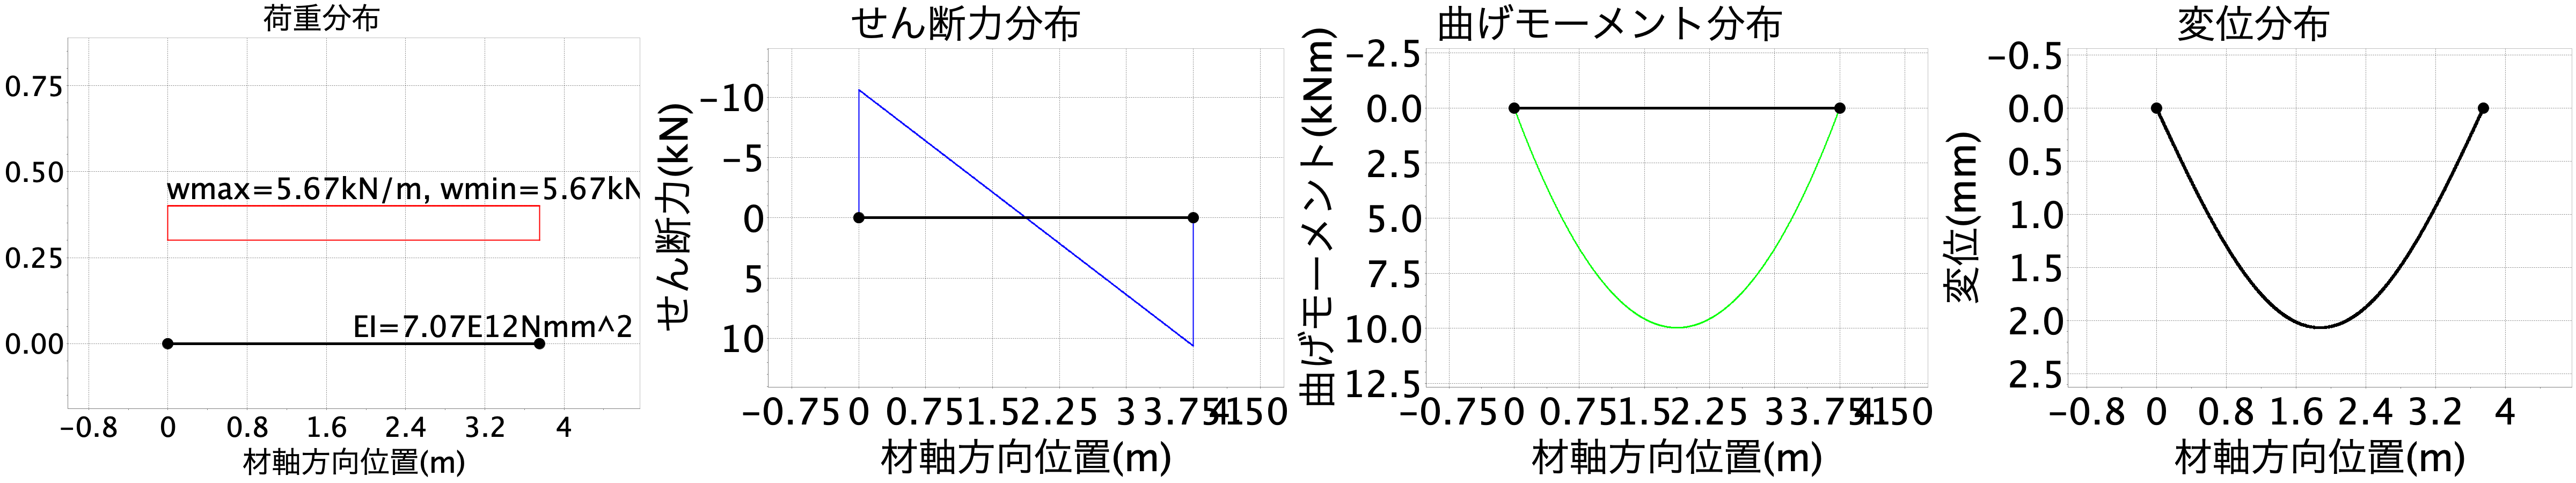 荷重分布
0.75
0.50
0.25
0.00
wmax=5.67kN/m, wmin=5.67kN
EI=7.07E12Nmm^2
−0.8 0 0.8 1.6 2.4 3.2 4
材軸方向位置(m)
せん断力分布
せん断力(kN)
−10
−5
0
5
10
−0.75 0 0.75 1.5 2.25 3 3.75 4.5
材軸方向位置(m)
曲げモーメント分布
曲げモーメント(kNm)
−2.5
0.0
2.5
5.0
7.5
10.0
12.5
−0.75 0 0.75 1.5 2.25 3 3.75 4.5
材軸方向位置(m)
変位分布
変位(mm)
−0.5
0.0
0.5
1.0
1.5
2.0
2.5
−0.8 0 0.8 1.6 2.4 3.2 4
材軸方向位置(m)